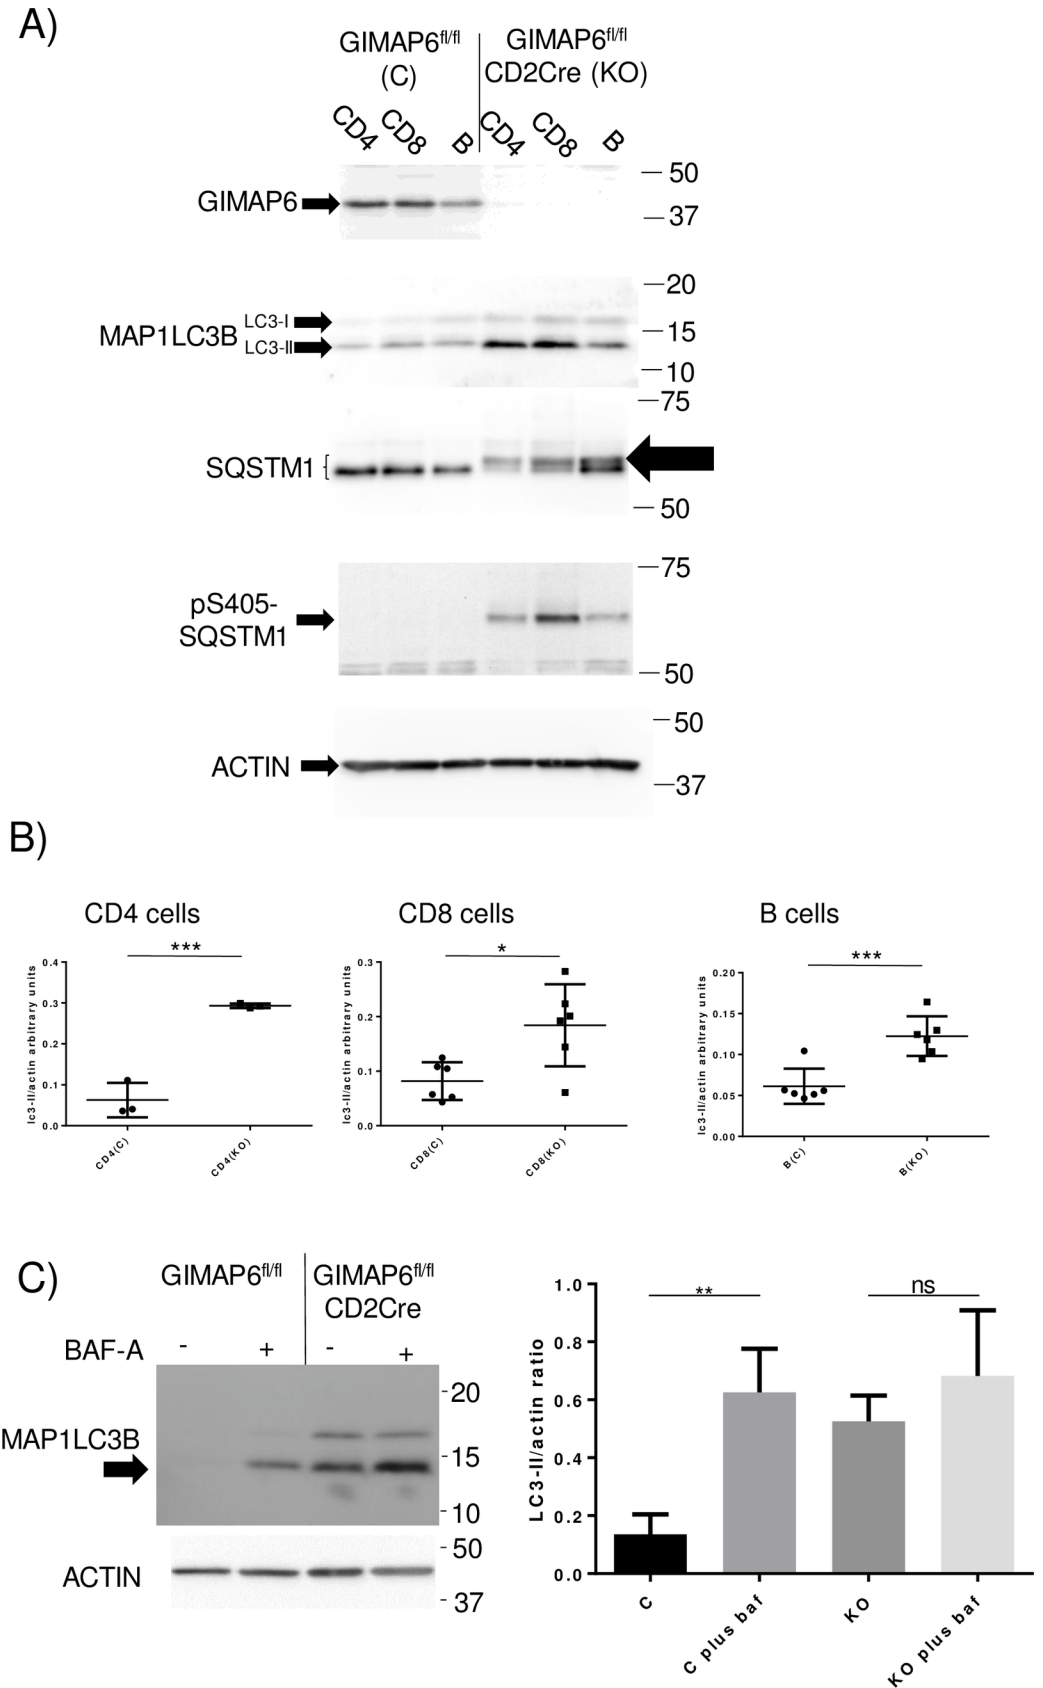 A)
GIMAP6fl/fl
(C)
GIMAP6fl/fl
CD2Cre (KO)
CD4 CD8 B CD4 CD8 B
GIMAP6
50
37
MAP1LC3B
LC3-I
LC3-II
20
15
10
SQSTM1
75
50
pS405-
SQSTM1
75
50
ACTIN
50
37
B)
CD4 cells
***
lc3-II/actin arbitrary units
0.4
0.3
0.2
0.1
0.0
CD4(C)
CD4(KO)
CD8 cells
*
lc3-II/actin arbitrary units
0.3
0.2
0.1
0.0
CD8(C)
CD8(KO)
B cells
***
lc3-II/actin arbitrary units
0.20
0.15
0.10
0.05
0.00
B(C)
B(KO)
C)
GIMAP6fl/fl
GIMAP6fl/fl
CD2Cre
BAF-A - + - +
MAP1LC3B
20
15
10
ACTIN
50
37
LC3-II/actin ratio
1.0
0.8
0.6
0.4
0.2
0.0
**
ns
C
C plus baf
KO
KO plus baf